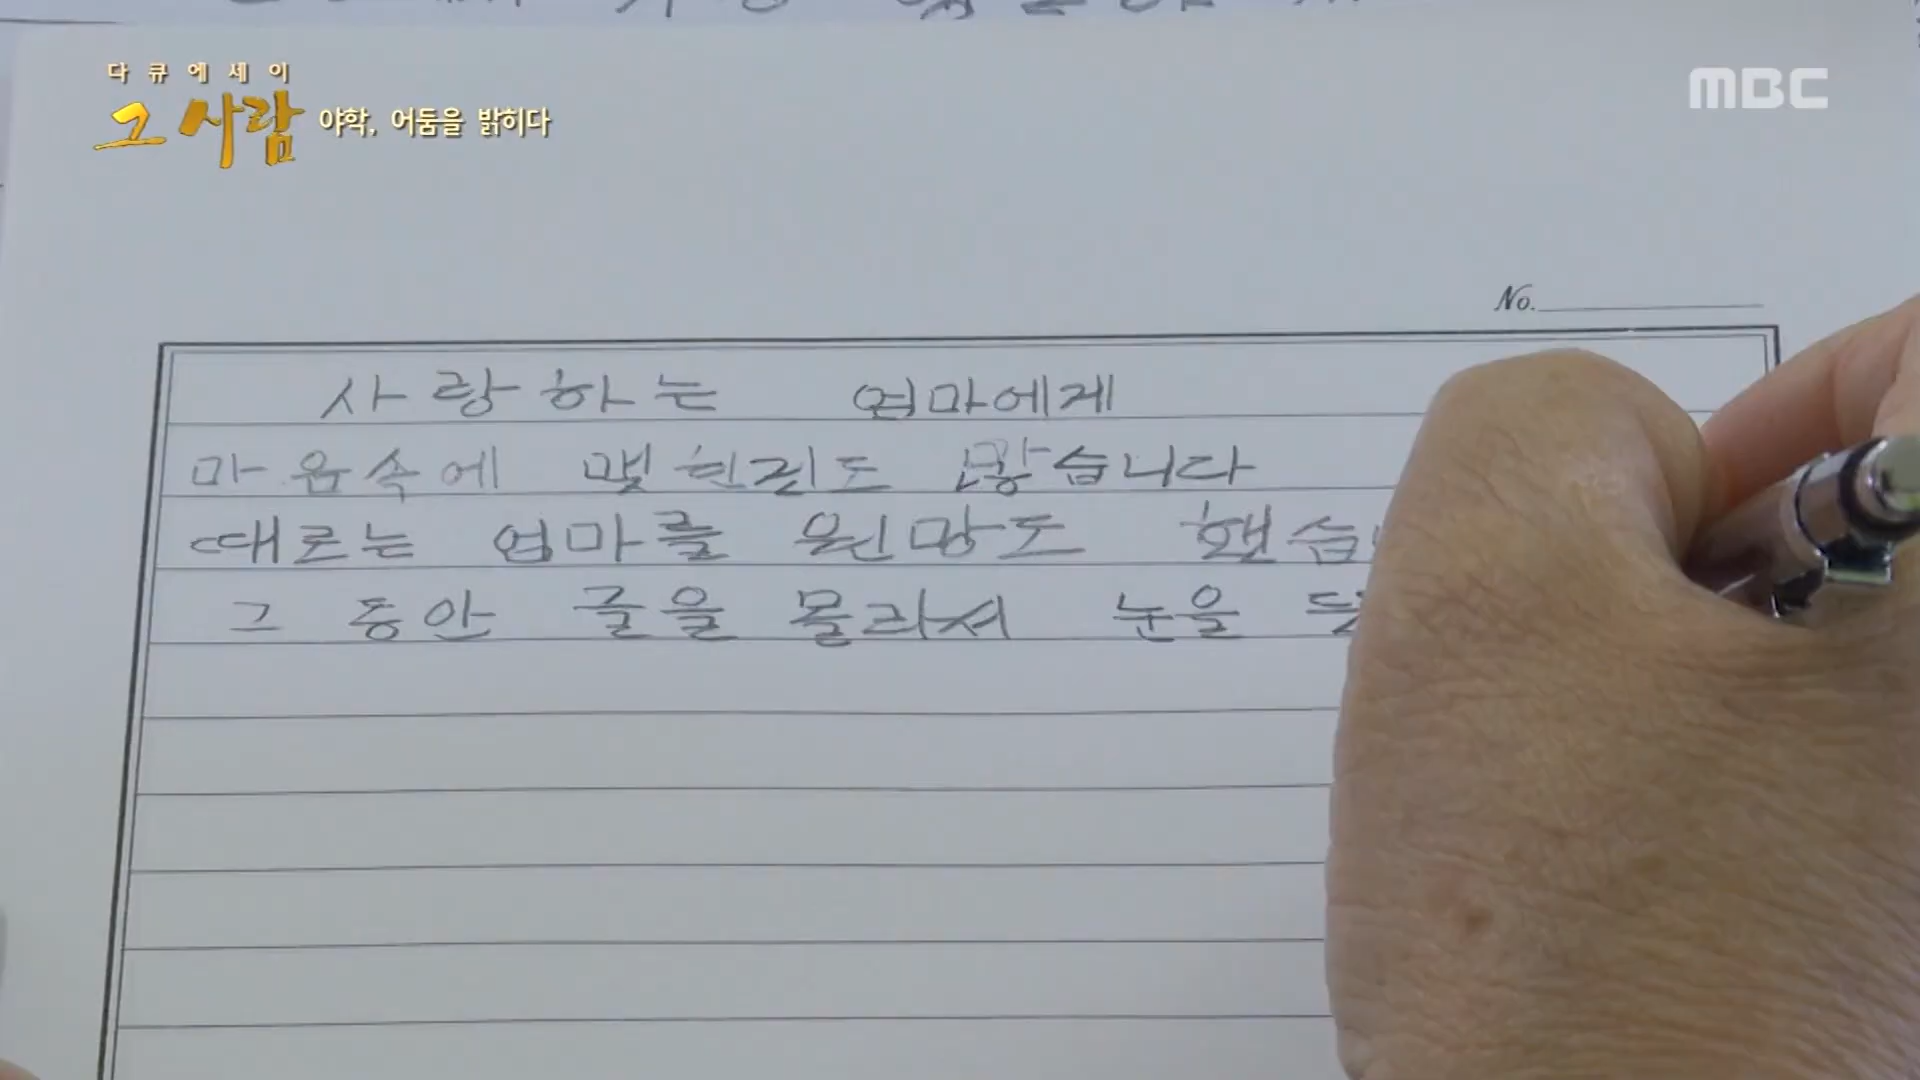 다큐에세이
그 사람 야학, 어둠을 밝히다
MBC
No.
사랑하는 엄마에게
마음속에 맺힌 도 많습니다
때로는 엄마를 원망도 했습
그 동안 글을 몰라서 눈을